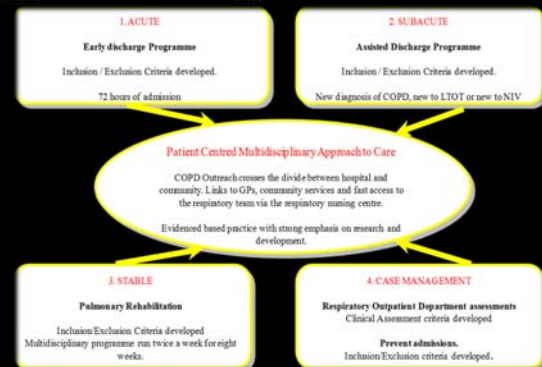 1. ACUTE
Early discharge Programme
Inclusion / Exclusion Criteria developed.
72 hours of admission
2. SUBACUTE
Assisted Discharge Programme
Inclusion / Exclusion Criteria developed.
New diagnosis of COPD, new to LTOT or new to NIV
Patient Centred Multidisciplinary Approach to Care
COPD Outreach crosses the divide between hospital and
community. Links to GPs, community services and fast access to
the respiratory team via the respiratory nursing centre.
Evidenced based practice with strong emphasis on research and
development.
3. STABLE
Pulmonary Rehabilitation
Inclusion/Exclusion Criteria developed
Multidisciplinary programme run twice a week for eight
weeks.
4. CASE MANAGEMENT
Respiratory Outpatient Department assessments
Clinical Assessment criteria developed
Prevent admissions.
Inclusion/Exclusion criteria developed.